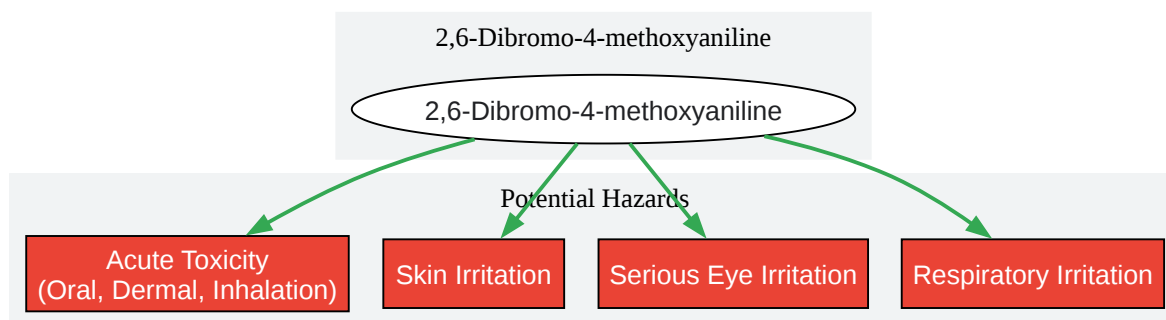 2,6-Dibromo-4-methoxyaniline
2,6-Dibromo-4-methoxyaniline
Potential Hazards
Acute Toxicity
(Oral, Dermal, Inhalation)
Skin Irritation
Serious Eye Irritation
Respiratory Irritation